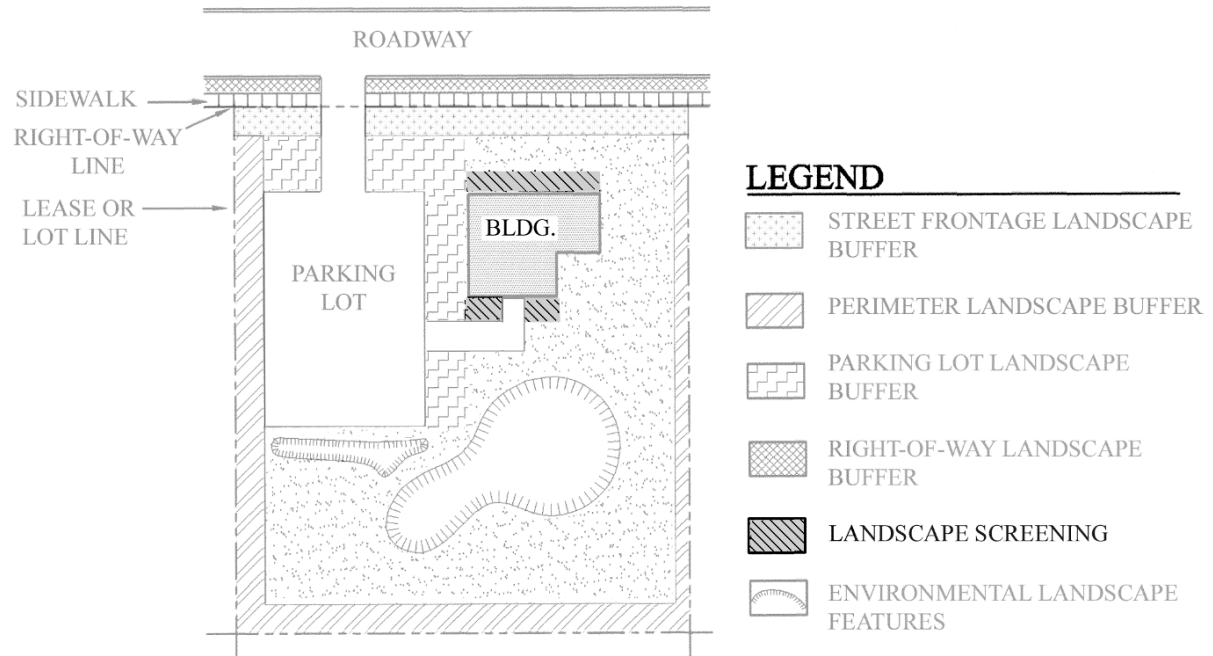 ROADWAY
SIDEWALK
RIGHT-OF-WAY
LINE
LEASE OR
LOT LINE
PARKING
LOT
BLDG.
LEGEND
STREET FRONTAGE LANDSCAPE
BUFFER
PERIMETER LANDSCAPE BUFFER
PARKING LOT LANDSCAPE
BUFFER
RIGHT-OF-WAY LANDSCAPE
BUFFER
LANDSCAPE SCREENING
ENVIRONMENTAL LANDSCAPE
FEATURES